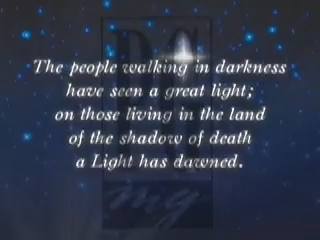 The people walking in darkness
have seen a great light;
on those living in the land
of the shadow of death
a Light has dawned.